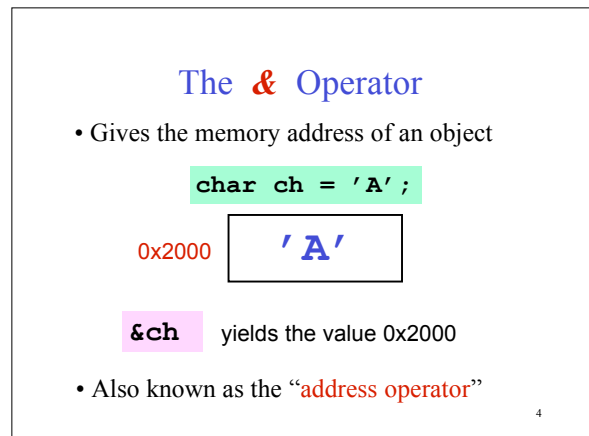 The & Operator
• Gives the memory address of an object
char ch = ’A’;
0x2000 ’A’
&ch yields the value 0x2000
• Also known as the “address operator”
4